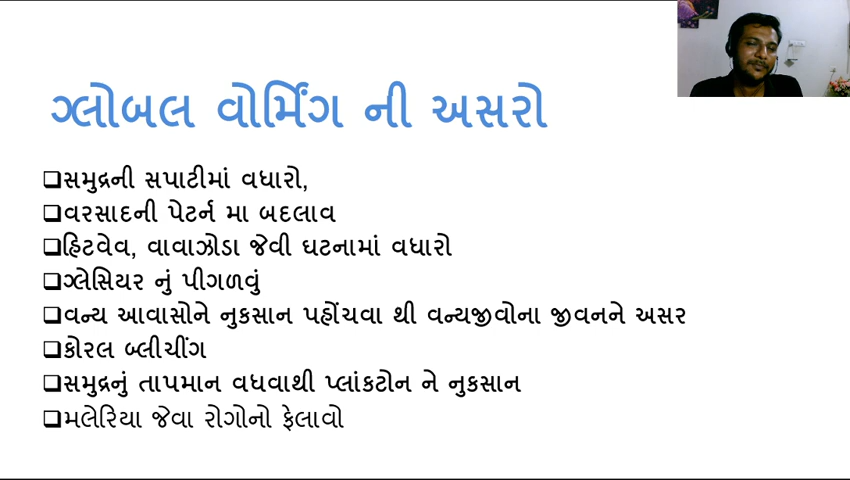 ગ્લોબલ વોર્મિંગ ની અસરો
❑સમુદ્રની સપાટીમાં વધારો,
❑વરસાદની પેટર્ન મા બદલાવ
❑હિટવેવ, વાવાઝોડા જેવી ઘટનામાં વધારો
❑ગ્લેસિયર નું પીગળવું
❑વન્ય આવાસોને નુકસાન પહોંચવા થી વન્યજીવોના જીવનને અસર
❑કોરલ બ્લીચીંગ
❑સમુદ્રનું તાપમાન વધવાથી પ્લાંકટોન ને નુકસાન
❑મલેરિયા જેવા રોગોનો ફેલાવો